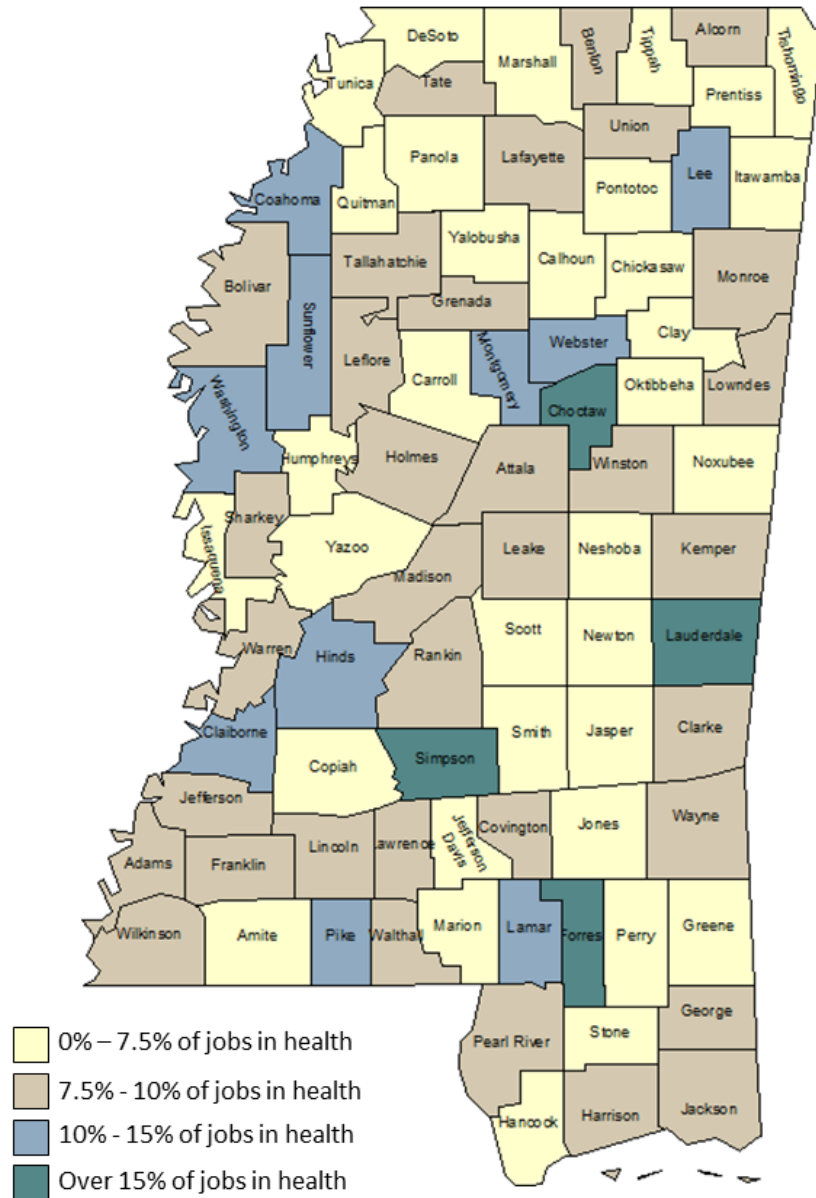 DeSoto
Marshall
Benton
Tippah
Alcorn
Tishomingo
Tunica
Tate
Prentiss
Union
Panola
Lafayette
Pontotoc
Lee
Itawamba
Coahoma
Quitman
Yalobusha
Calhoun
Chickasaw
Tallahatchie
Monroe
Bolivar
Grenada
Sunflower
Leflore
Carroll
Montgomery
Webster
Clay
Oktibbeha
Lowndes
Choctaw
Washington
Humphreys
Holmes
Attala
Winston
Noxubee
Sharkey
Issaquena
Yazoo
Madison
Leake
Neshoba
Kemper
Warren
Hinds
Rankin
Scott
Newton
Lauderdale
Claiborne
Copiah
Simpson
Smith
Jasper
Clarke
Jefferson
Lincoln
Lawrence
Jefferson
Davis
Covington
Jones
Wayne
Adams
Franklin
Wilkinson
Amite
Pike
Walthall
Marion
Lamar
Forres
Perry
Greene
Pearl River
Stone
George
Hancock
Harrison
Jackson
0% – 7.5% of jobs in health
7.5% - 10% of jobs in health
10% - 15% of jobs in health
Over 15% of jobs in health